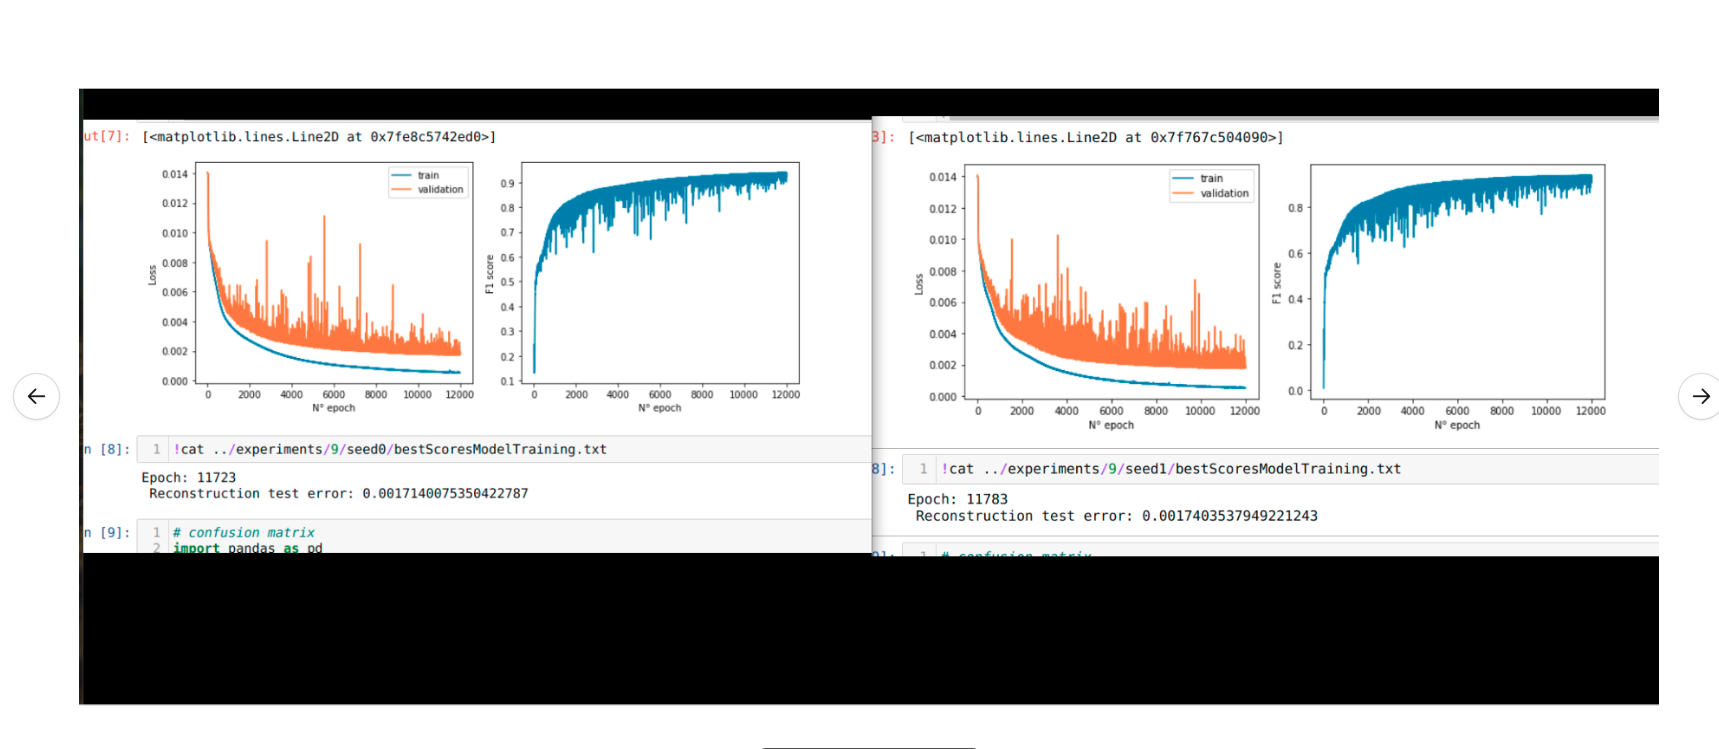 ut[7]: [<matplotlib.lines.Line2D at 0x7fe8c5742ed0>]
0.014
0.012
0.010
0.008
0.006
0.004
0.002
0.000
Loss
train
validation
0 2000 4000 6000 8000 10000 12000
N° epoch
0.9
0.8
0.7
0.6
0.5
0.4
0.3
0.2
0.1
F1 score
0 2000 4000 6000 8000 10000 12000
N° epoch
n [8]: 1 !cat ../experiments/9/seed0/bestScoresModelTraining.txt
Epoch: 11723
Reconstruction test error: 0.0017140075350422787
n [9]: 1 # confusion matrix
2 import pandas as pd
3]: [<matplotlib.lines.Line2D at 0x7f767c504090>]
0.014
0.012
0.010
0.008
0.006
0.004
0.002
0.000
Loss
train
validation
0 2000 4000 6000 8000 10000 12000
N° epoch
0.8
0.6
0.4
0.2
0.0
F1 score
0 2000 4000 6000 8000 10000 12000
N° epoch
8]: 1 !cat ../experiments/9/seed1/bestScoresModelTraining.txt
Epoch: 11783
Reconstruction test error: 0.0017403537949221243
9]: 1 # confusion matrix